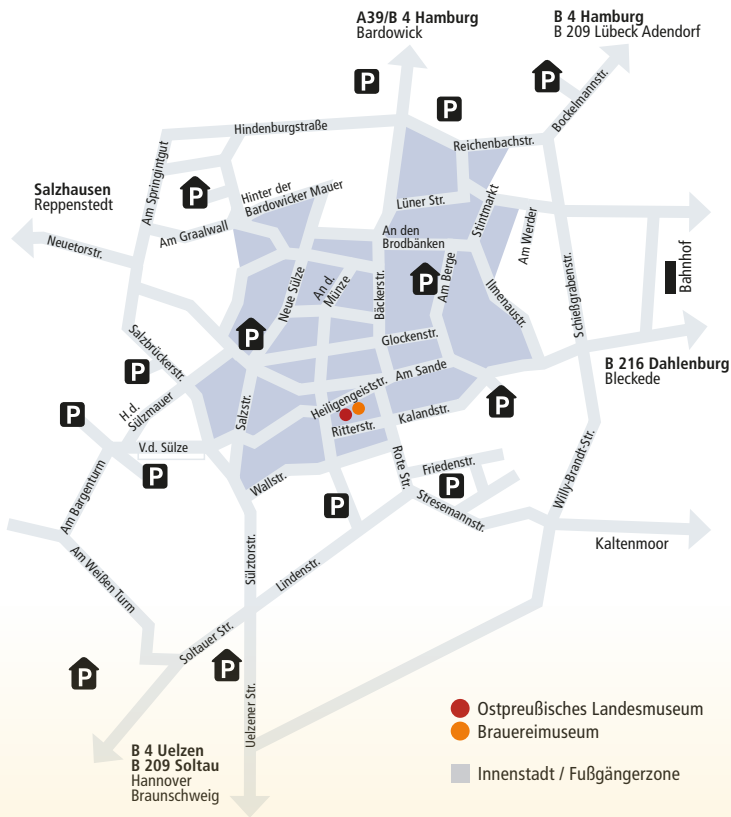 A39/B 4 Hamburg
Bardowick
B 4 Hamburg
B 209 Lübeck Adendorf
P
P
P
Bockelmannstr.
Hindenburgstraße
Reichenbachstr.
Am Springintgut
P
Hinter der
Bardowicker Mauer
Salzhausen
Reppenstedt
Lüner Str.
Stintmarkt
Am Werder
Am Graalwall
An den
Brodbänken
Neuetorstr.
Neue Sülze
An d.
Münze
Bäckerstr.
P
Am Berge
Ilmenaustr.
Schießgrabenstr.
Bahnhof
Salzbrückerstr.
P
Glockenstr.
B 216 Dahlenburg
Bleckede
P
Am Sande
Heiligengeiststr.
H.d.
Sülzmauer
P
Salzstr.
Ritterstr.
Kalandstr.
P
V.d. Sülze
P
Wallstr.
Rote Str.
Friedenstr.
P
Stresemannstr.
Willy-Brandt-Str.
P
Am Bargenturm
Kaltenmoor
Am Weißen Turm
Sülztorstr.
Lindenstr.
Soltauer Str.
P
P
Uelzener Str.
B 4 Uelzen
B 209 Soltau
Hannover
Braunschweig
Ostpreußisches Landesmuseum
Brauereimuseum
Innenstadt / Fußgängerzone